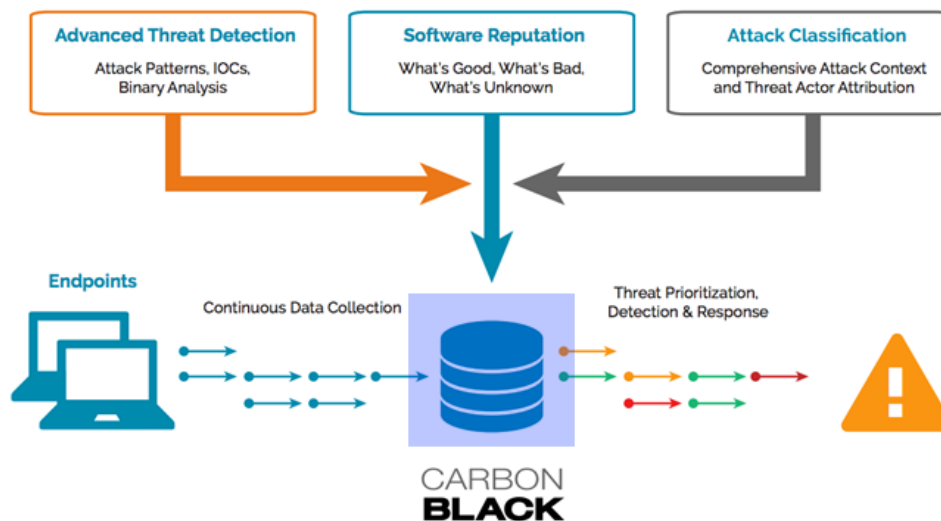 Advanced Threat Detection
Attack Patterns, IOCs,
Binary Analysis
Software Reputation
What's Good, What's Bad,
What's Unknown
Attack Classification
Comprehensive Attack Context
and Threat Actor Attribution
Endpoints
Continuous Data Collection
Threat Prioritization,
Detection & Response
CARBON
BLACK